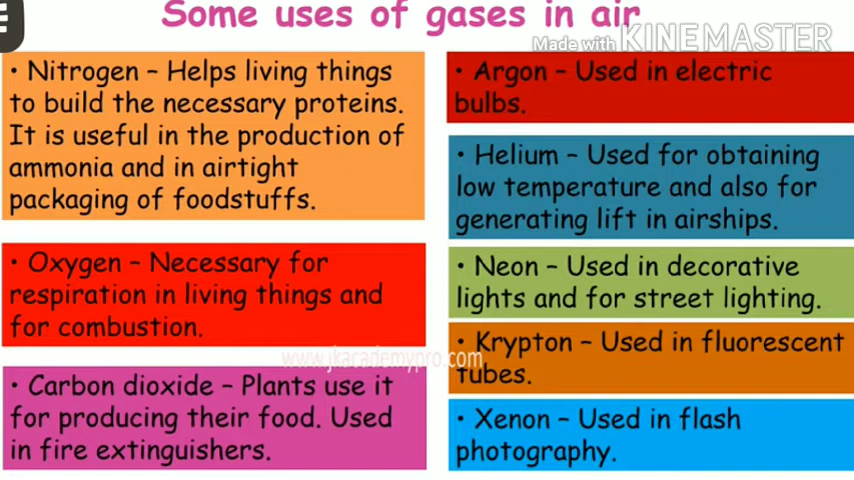 Some uses of gases in air
Made with KINEMASTER
• Nitrogen – Helps living things
to build the necessary proteins.
It is useful in the production of
ammonia and in airtight
packaging of foodstuffs.
• Oxygen – Necessary for
respiration in living things and
for combustion.
www.jkacademypro.com
• Carbon dioxide – Plants use it
for producing their food. Used
in fire extinguishers.
• Argon – Used in electric
bulbs.
• Helium – Used for obtaining
low temperature and also for
generating lift in airships.
• Neon – Used in decorative
lights and for street lighting.
• Krypton – Used in fluorescent
tubes.
• Xenon – Used in flash
photography.